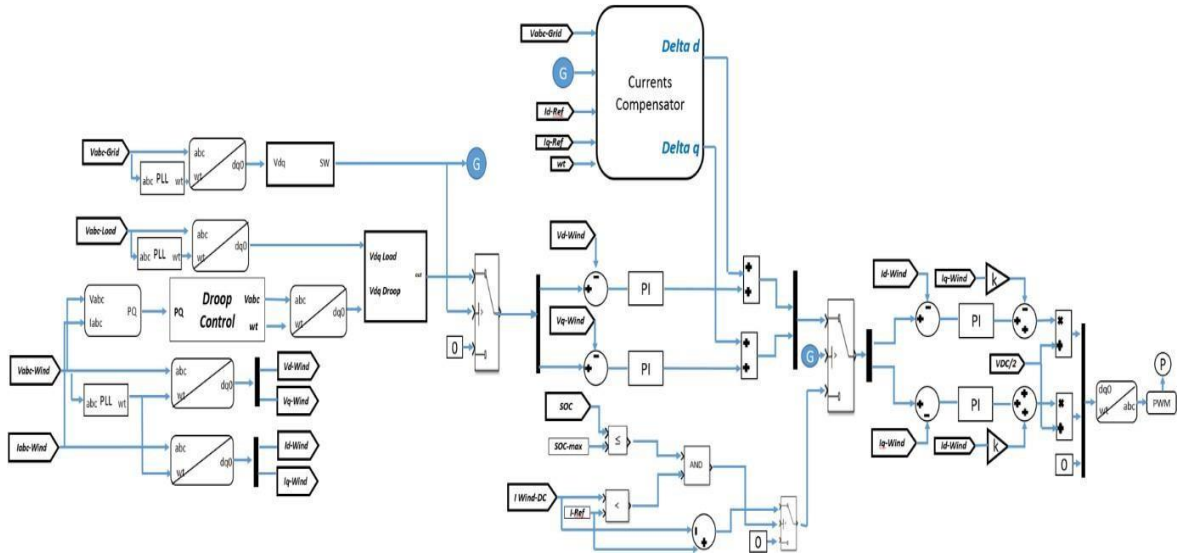 Vabc-Grid
G
Id-Ref
Iq-Ref
wt
Delta d
Currents
Compensator
Delta q
Vabc-Grid
abc PLL wt
abc
wt
dq0
Vdq SW
G
Vabc-Load
abc PLL wt
abc
wt
dq0
Vdq Load
Vdq Droop
out
Vabc
Iabc
PQ
PQ
Droop
Control
Vabc
wt
abc
wt
dq0
0
Vabc-Wind
abc PLL wt
abc
wt
dq0
Vd-Wind
Vq-Wind
Iabc-Wind
abc
wt
dq0
Id-Wind
Iq-Wind
Vd-Wind
PI
Vq-Wind
PI
SOC
SOC-max
≤
AND
I Wind-DC
I-Ref
<
0
G
Id-Wind
Iq-Wind
k
PI
VDC/2
PI
Iq-Wind
Id-Wind
k
0
dq0
wt
abc
PWM
P